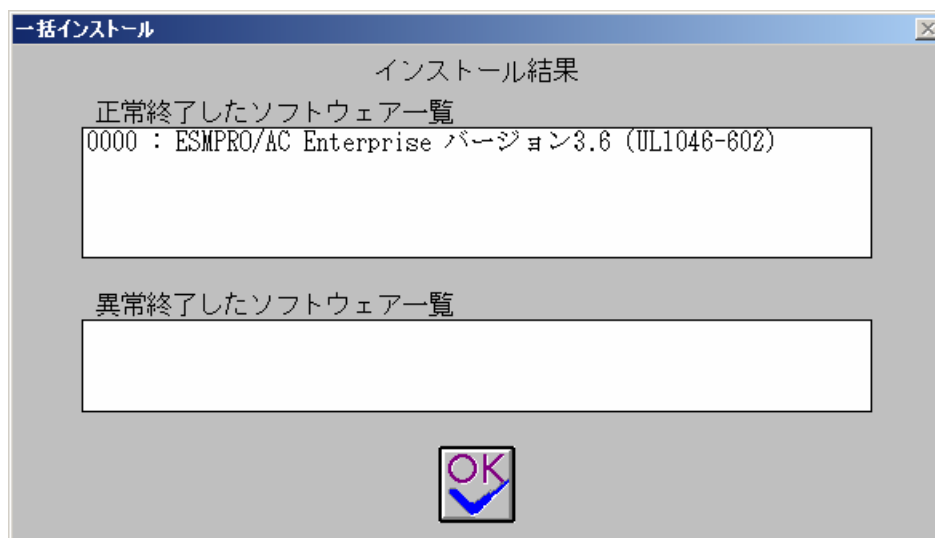 一括インストール
インストール結果
正常終了したソフトウェア一覧
0000 : ESMPRO/AC Enterprise バージョン3.6 (UL1046-602)
異常終了したソフトウェア一覧
OK